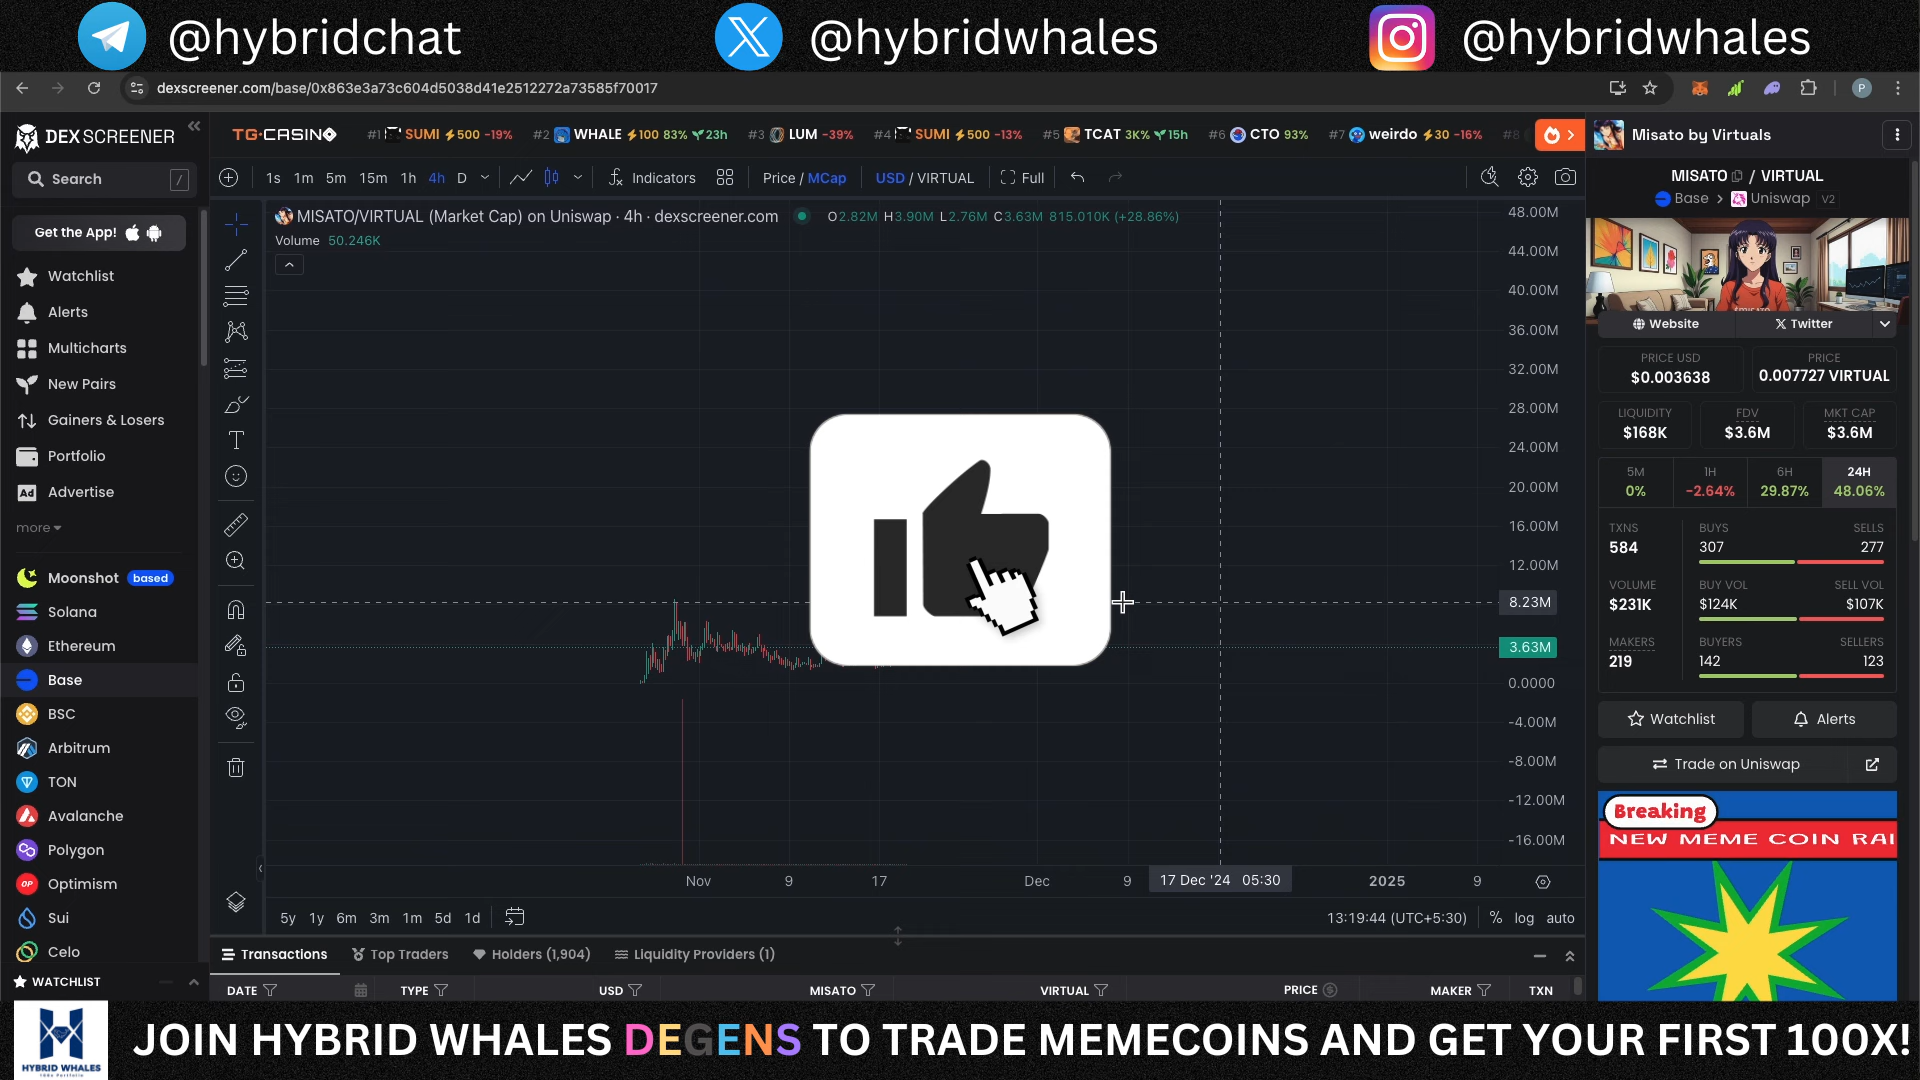 @hybridchat
@hybridwhales
@hybridwhales
dexscreener.com/base/0x863e3a73c604d5038d41e2512272a73585f70017
P
DEX SCREENER
Search
/
Get the App!
Watchlist
Alerts
Multicharts
New Pairs
Gainers & Losers
Portfolio
Ad Advertise
more
Moonshot based
Solana
Ethereum
Base
BSC
Arbitrum
TON
Avalanche
Polygon
OP Optimism
Sui
Celo
WATCHLIST
TG·CASINO
#1 SUMI 500 -19%
#2 WHALE 100 83% 23h
#3 LUM -39%
#4 SUMI 500 -13%
#5 TCAT 3K% 15h
#6 CTO 93%
#7 weirdo 30 -16%
#8
1s 1m 5m 15m 1h 4h D
Indicators
Price / MCap
USD / VIRTUAL
Full
MISATO/VIRTUAL (Market Cap) on Uniswap · 4h · dexscreener.com
O2.82M H3.90M L2.76M C3.63M 815.010K (+28.86%)
Volume 50.246K
48.00M
44.00M
40.00M
36.00M
32.00M
28.00M
24.00M
20.00M
16.00M
12.00M
8.23M
3.63M
0.0000
-4.00M
-8.00M
-12.00M
-16.00M
Nov 9 17 Dec 9 17 Dec '24 05:30 2025 9
5y 1y 6m 3m 1m 5d 1d
13:19:44 (UTC+5:30) % log auto
Transactions
Top Traders
Holders (1,904)
Liquidity Providers (1)
DATE TYPE USD MISATO VIRTUAL PRICE MAKER TXN
Misato by Virtuals
MISATO / VIRTUAL
Base > Uniswap V2
Website
Twitter
PRICE USD
$0.003638
PRICE
0.007727 VIRTUAL
LIQUIDITY
$168K
FDV
$3.6M
MKT CAP
$3.6M
5M
0%
1H
-2.64%
6H
29.87%
24H
48.06%
TXNS
584
BUYS
307
SELLS
277
VOLUME
$231K
BUY VOL
$124K
SELL VOL
$107K
MAKERS
219
BUYERS
142
SELLERS
123
Watchlist
Alerts
Trade on Uniswap
Breaking
NEW MEME COIN RAI
HYBRID WHALES
JOIN HYBRID WHALES DEGENS TO TRADE MEMECOINS AND GET YOUR FIRST 100X!